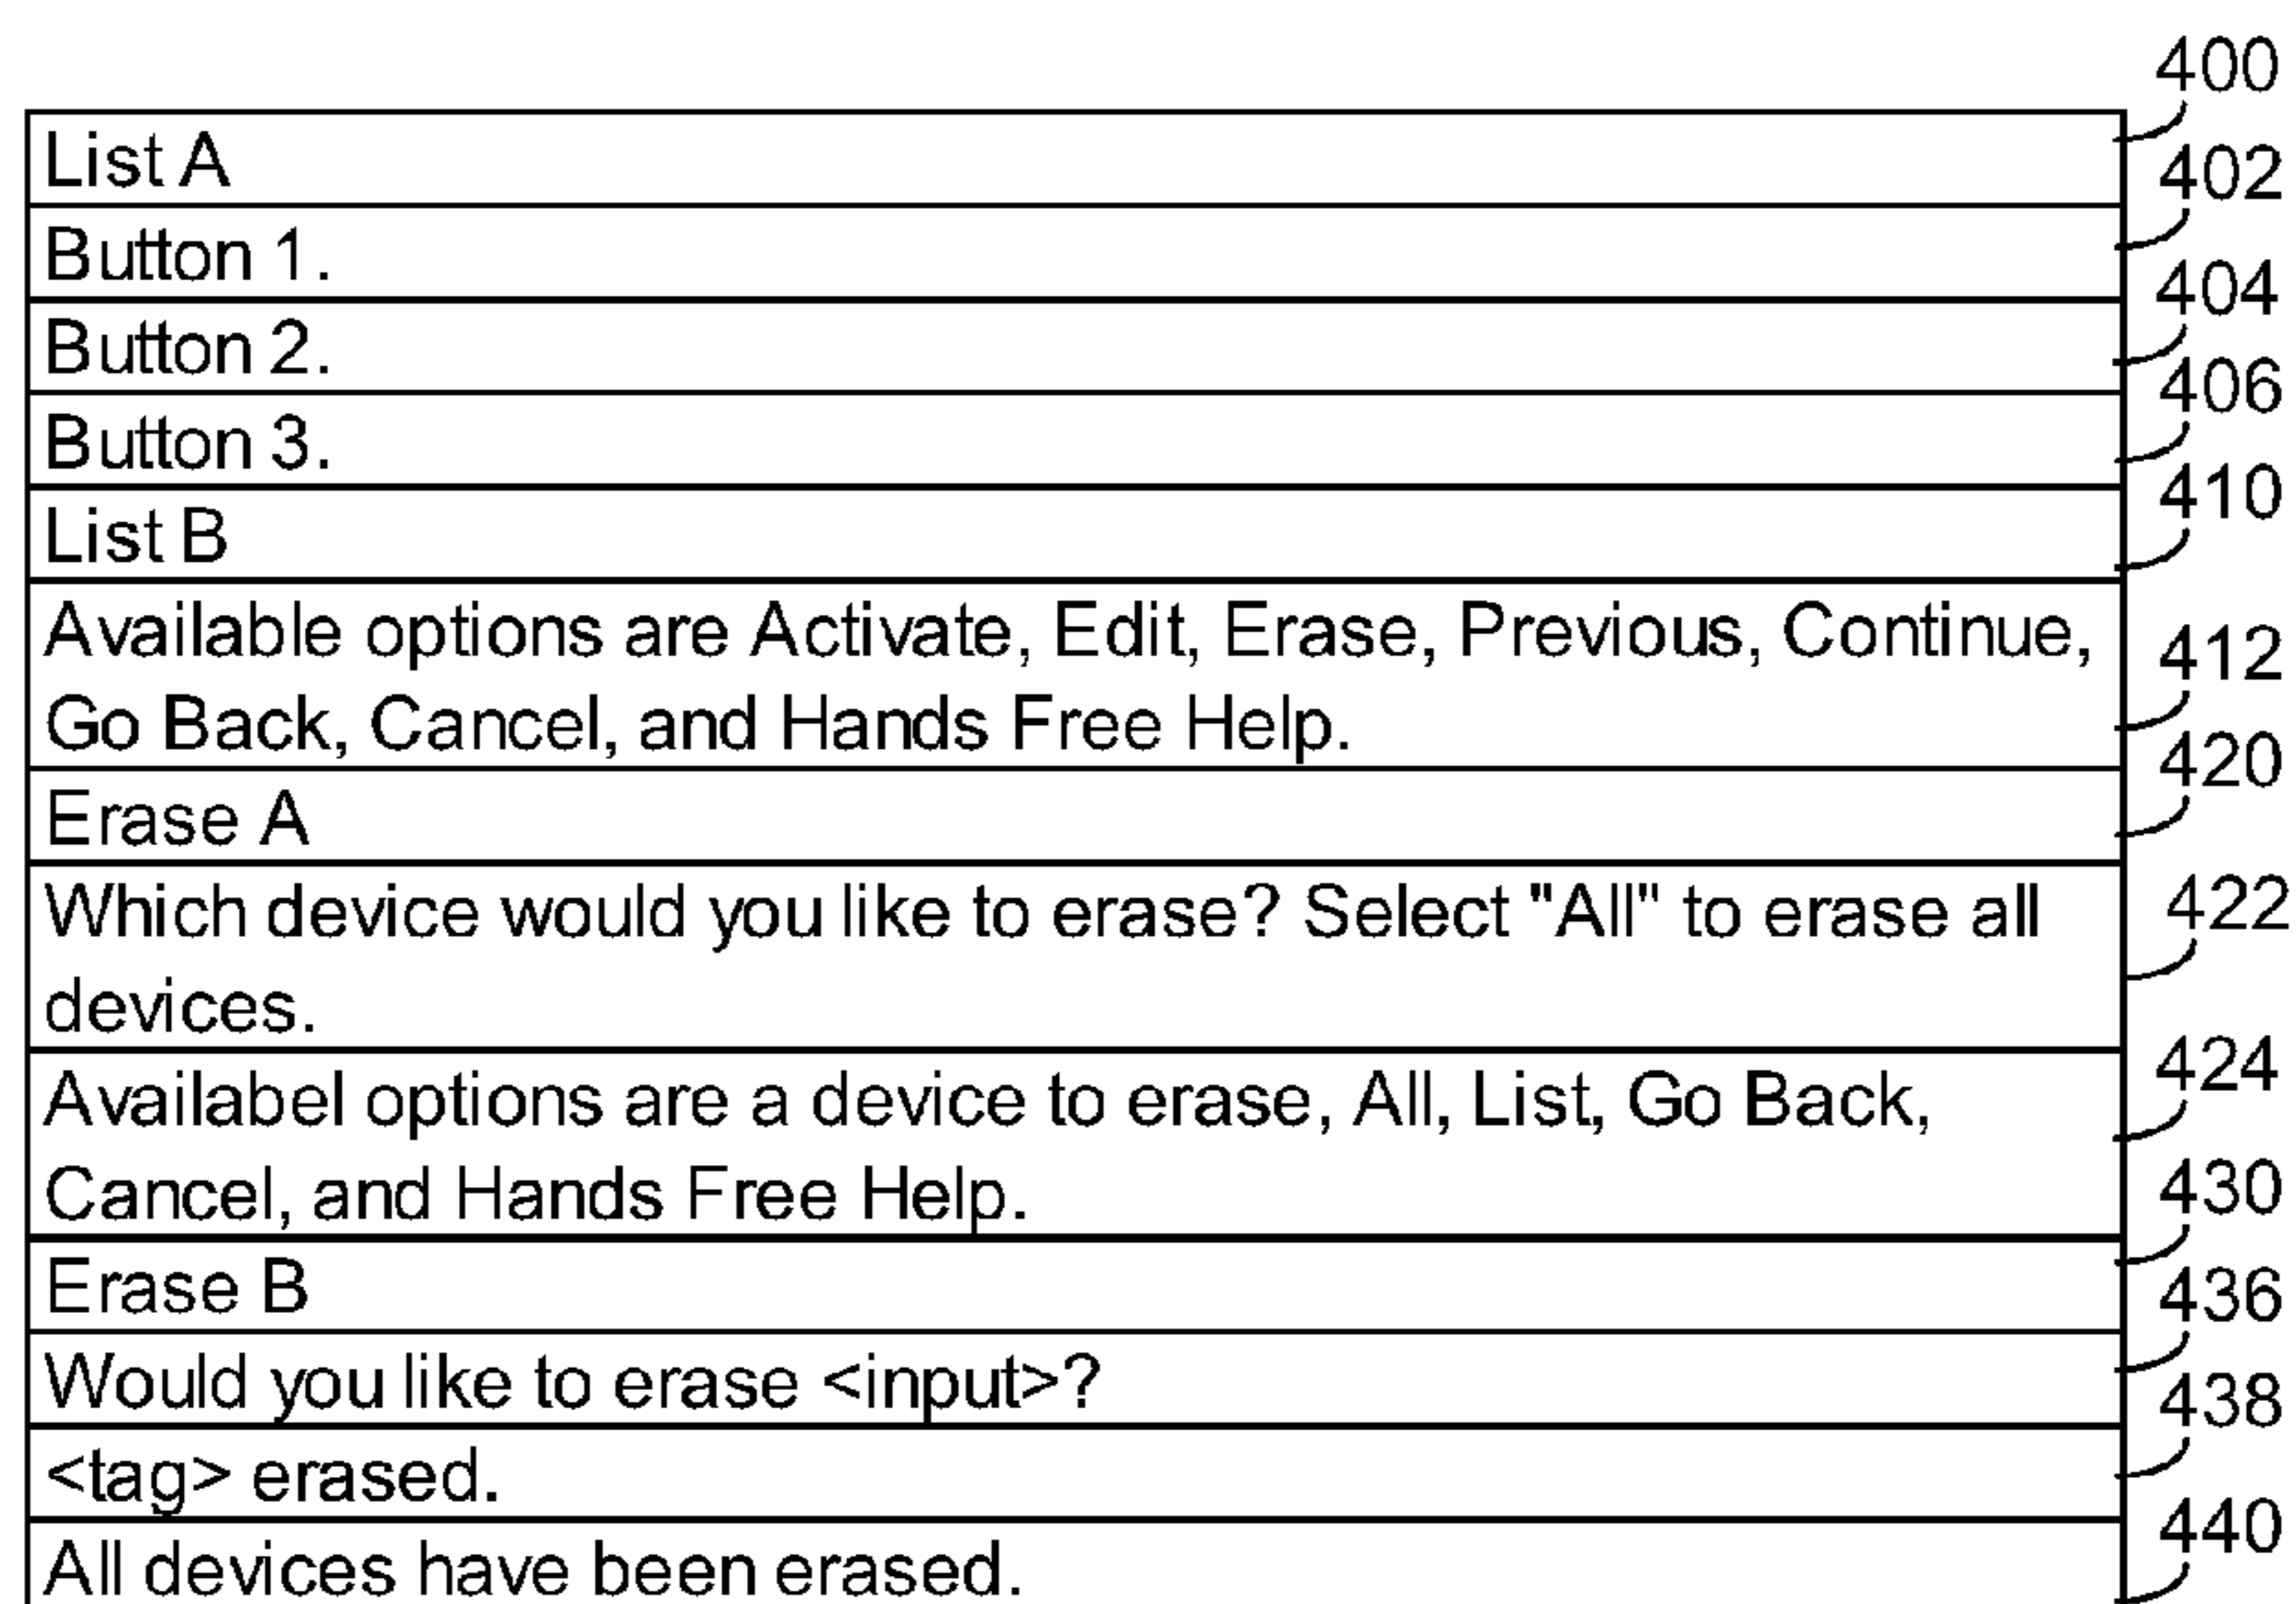 400
List A
402
Button 1.
404
Button 2.
406
Button 3.
410
List B
Available options are Activate, Edit, Erase, Previous, Continue,
412
Go Back, Cancel, and Hands Free Help.
420
Erase A
Which device would you like to erase? Select "All" to erase all
422
devices.
424
Availabel options are a device to erase, All, List, Go Back,
Cancel, and Hands Free Help.
430
Erase B
436
Would you like to erase <input>?
438
<tag> erased.
440
All devices have been erased.